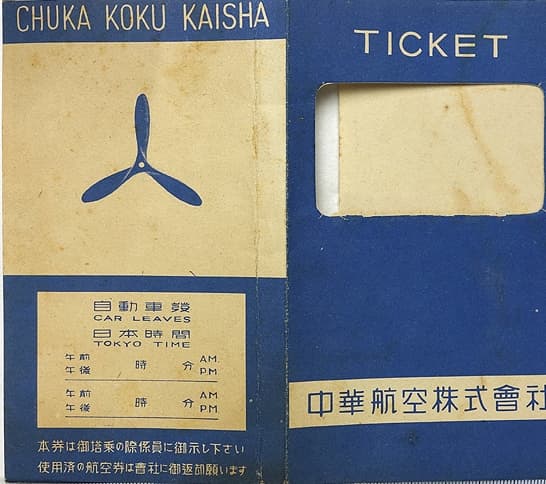 CHUKA KOKU KAISHA
自動車發
CAR LEAVES
日本時間
TOKYO TIME
午前 時 分 AM.
午後 PM
午前 時 分 AM.
午後 PM
本券は御塔乘の際係員に御示し下さい
使用済の航空券は會社に御返却願います
TICKET
中華航空株式會社